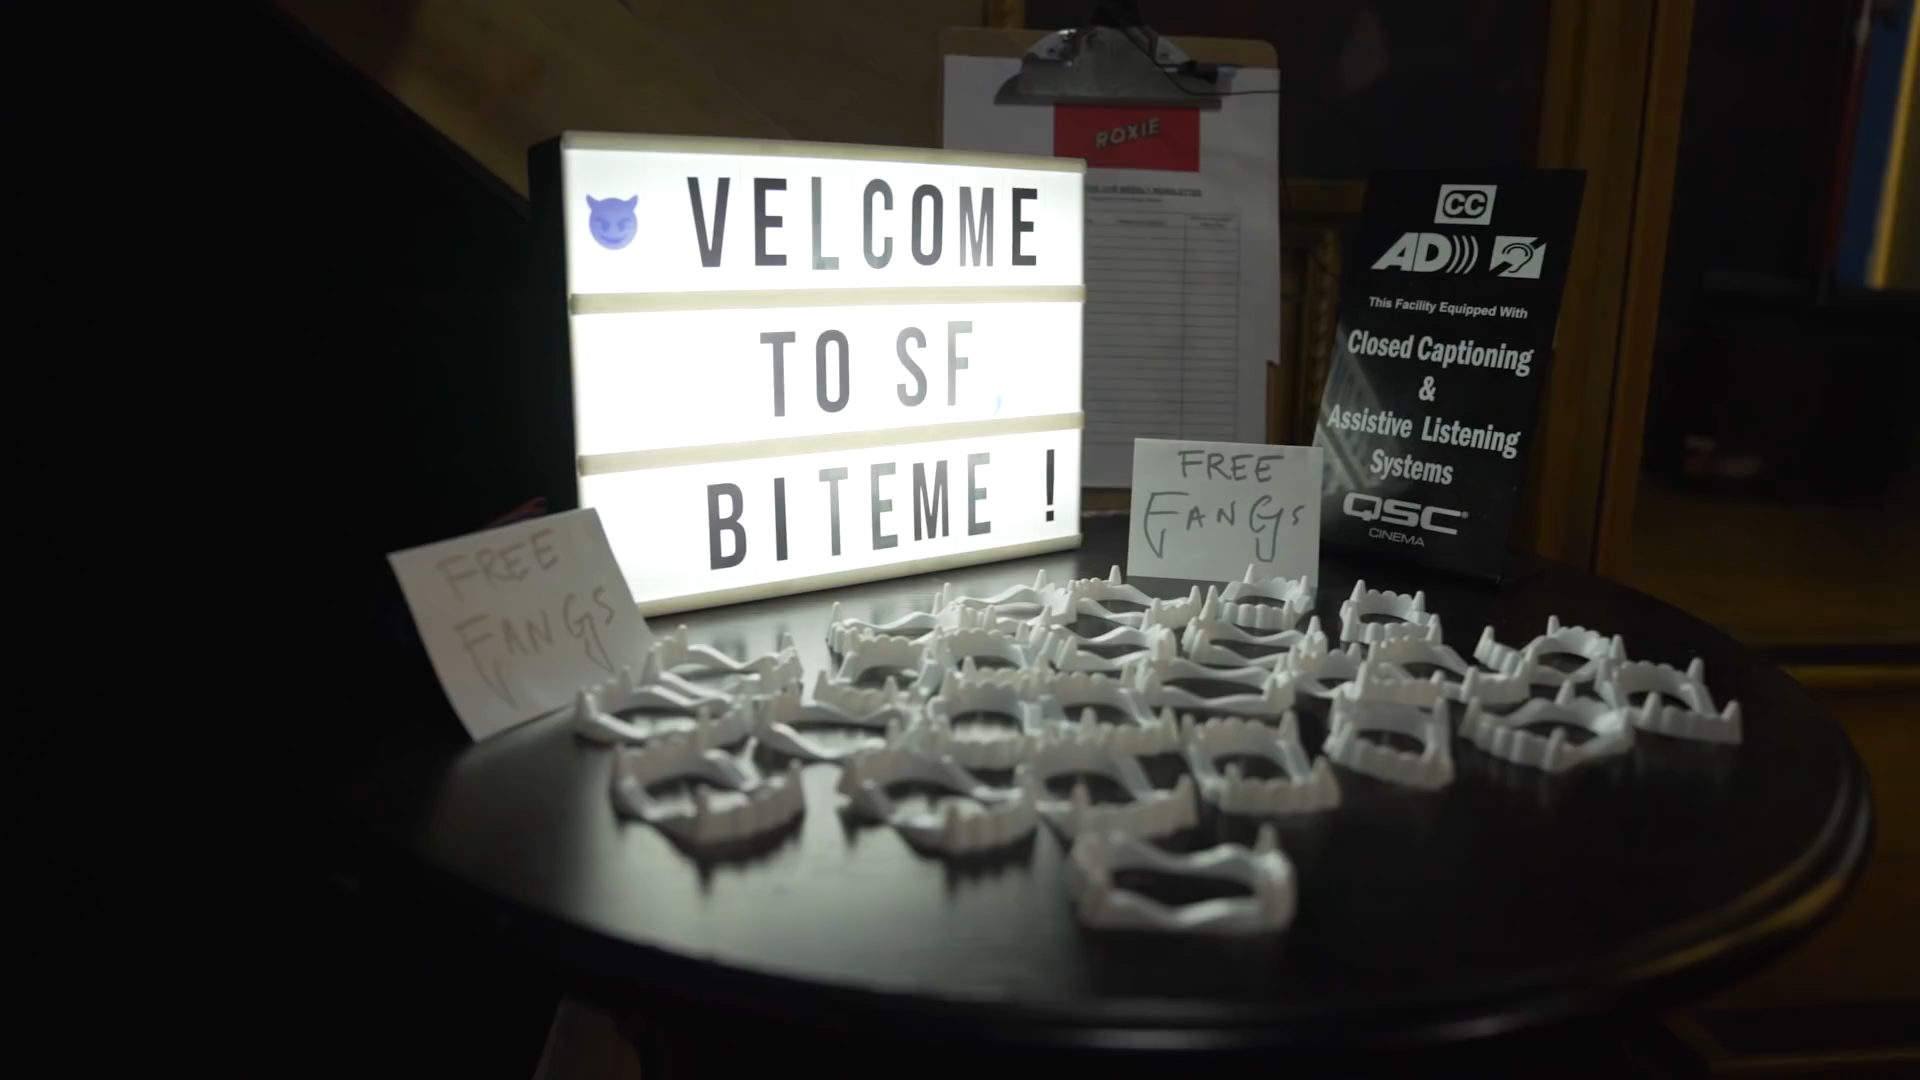 VELCOME
TO SF,
BITEME !
FREE
FANGS
ROXIE
FREE
FANGS
CC
AD
This Facility Equipped With
Closed Captioning
&
Assistive Listening
Systems
QSC
CINEMA